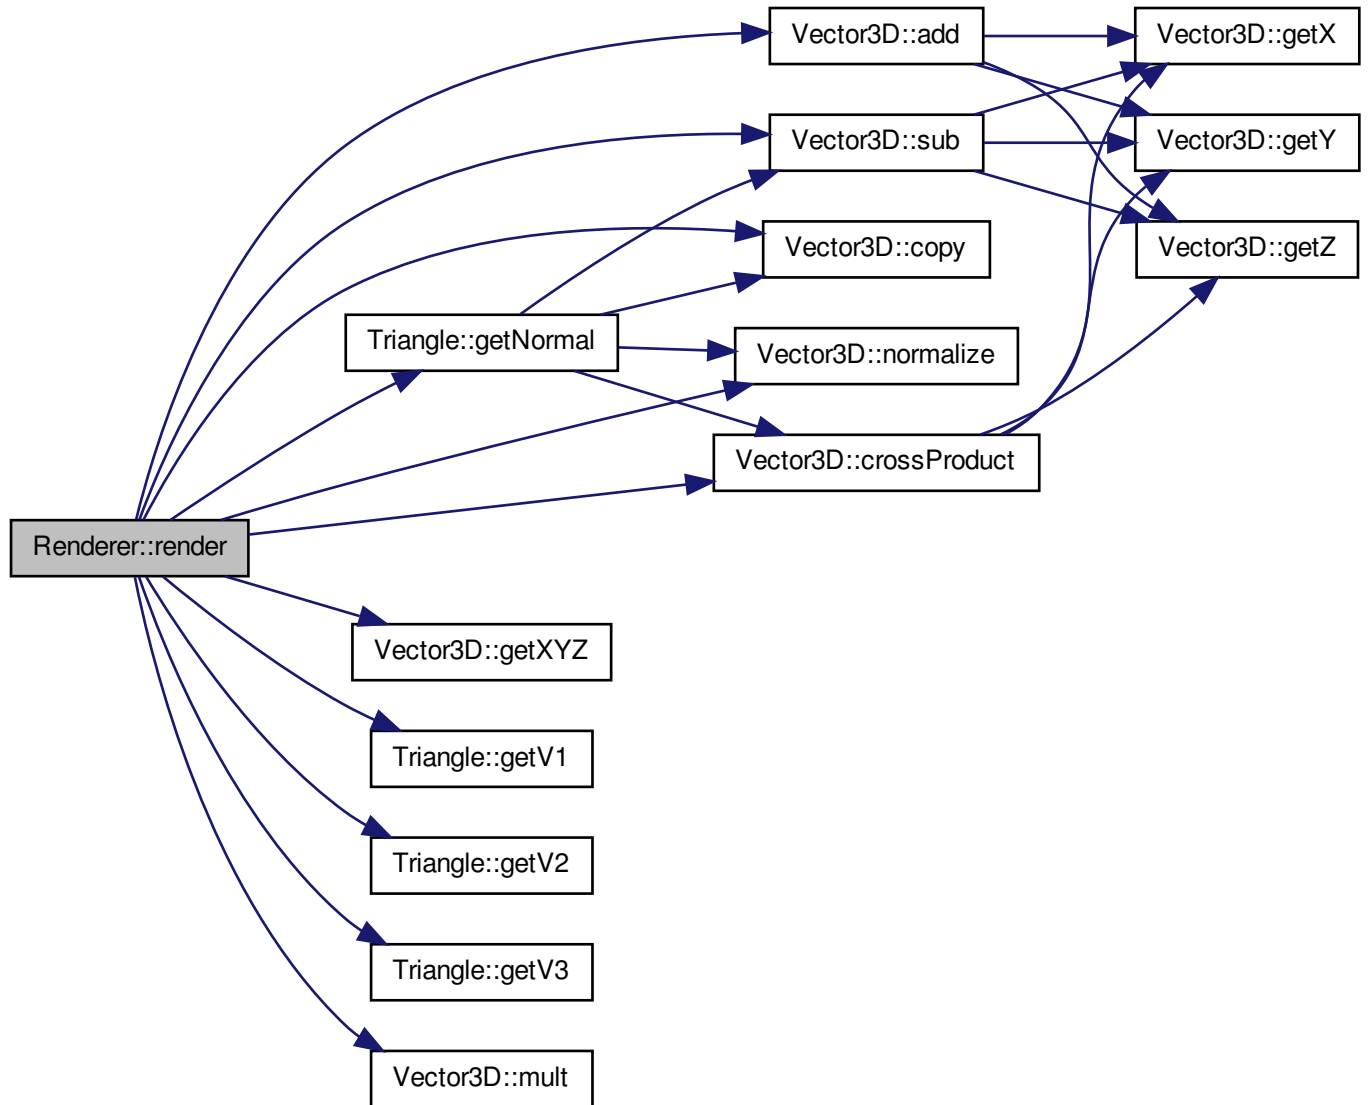 Vector3D::add
Vector3D::getX
Vector3D::sub
Vector3D::getY
Vector3D::copy
Vector3D::getZ
Triangle::getNormal
Vector3D::normalize
Vector3D::crossProduct
Renderer::render
Vector3D::getXYZ
Triangle::getV1
Triangle::getV2
Triangle::getV3
Vector3D::mult